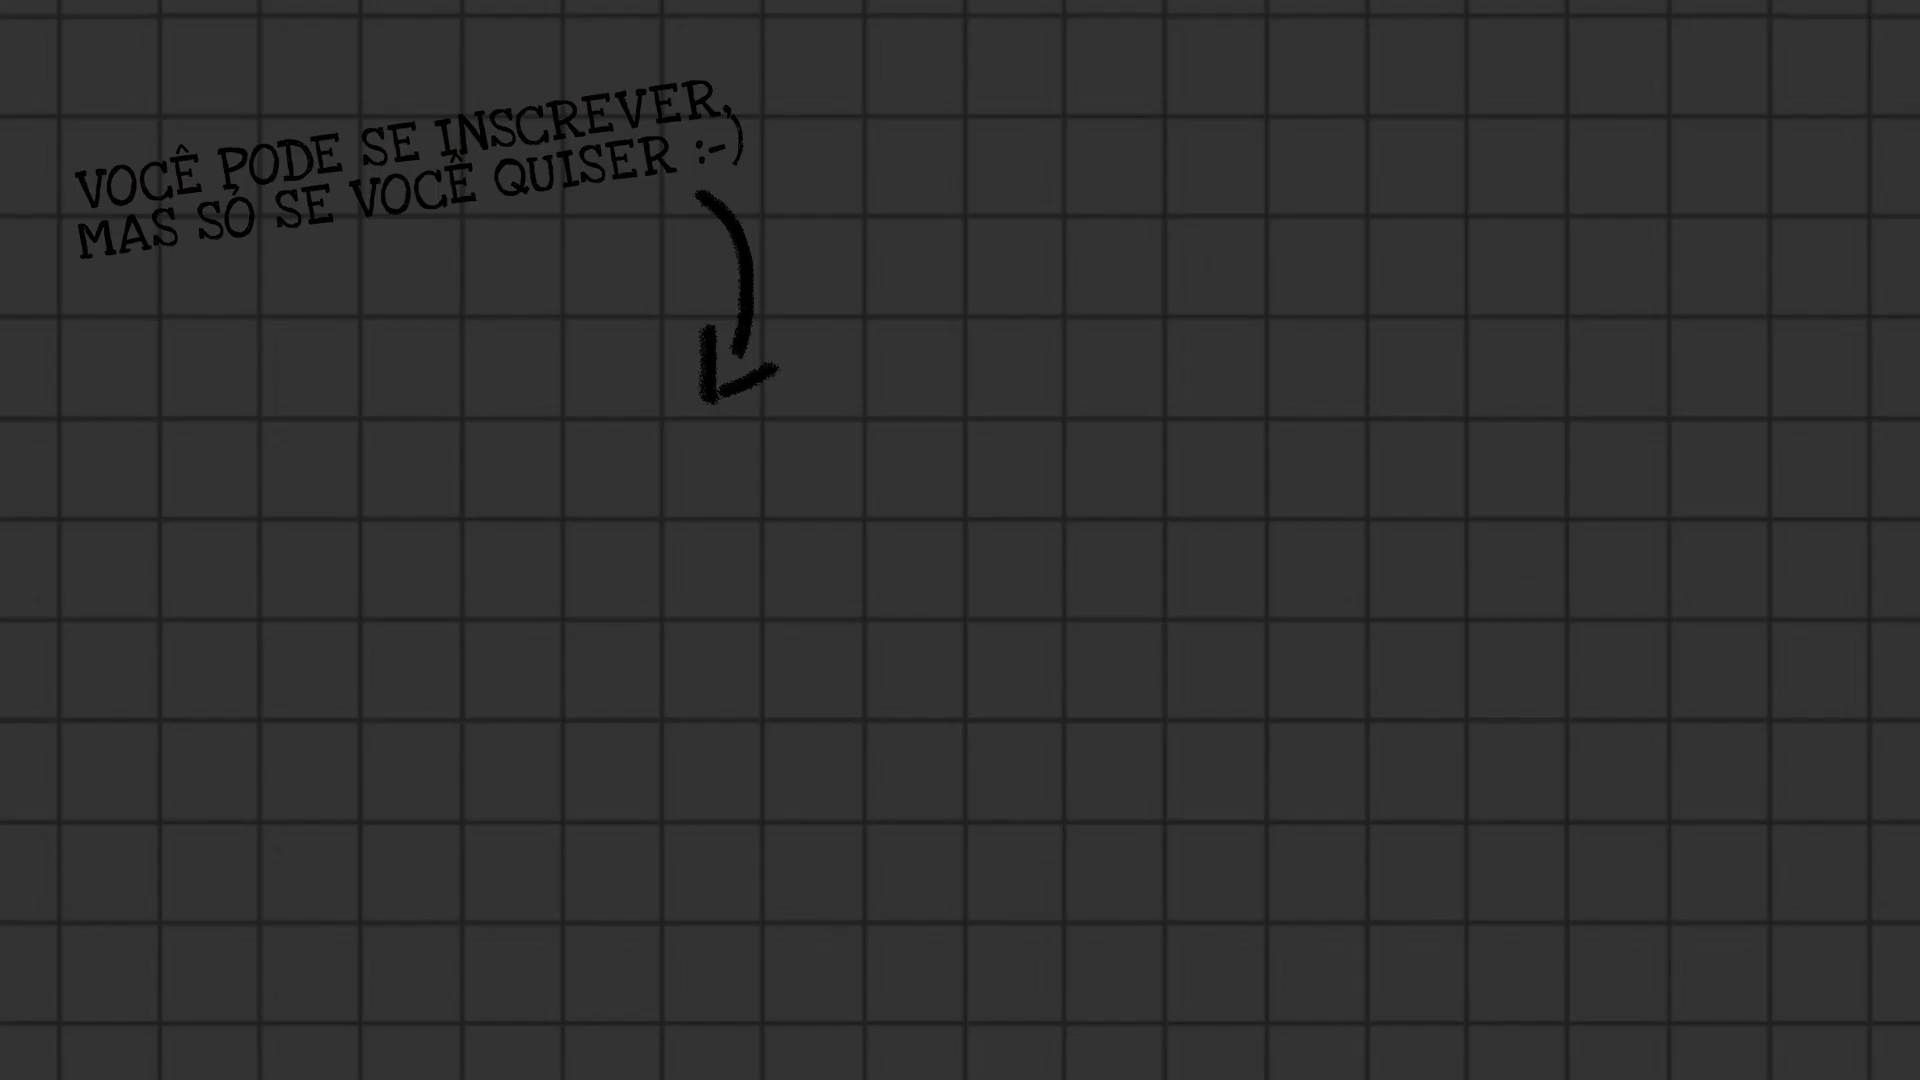 VOCÊ PODE SE INSCREVER,
MAS SÓ SE VOCÊ QUISER :-)